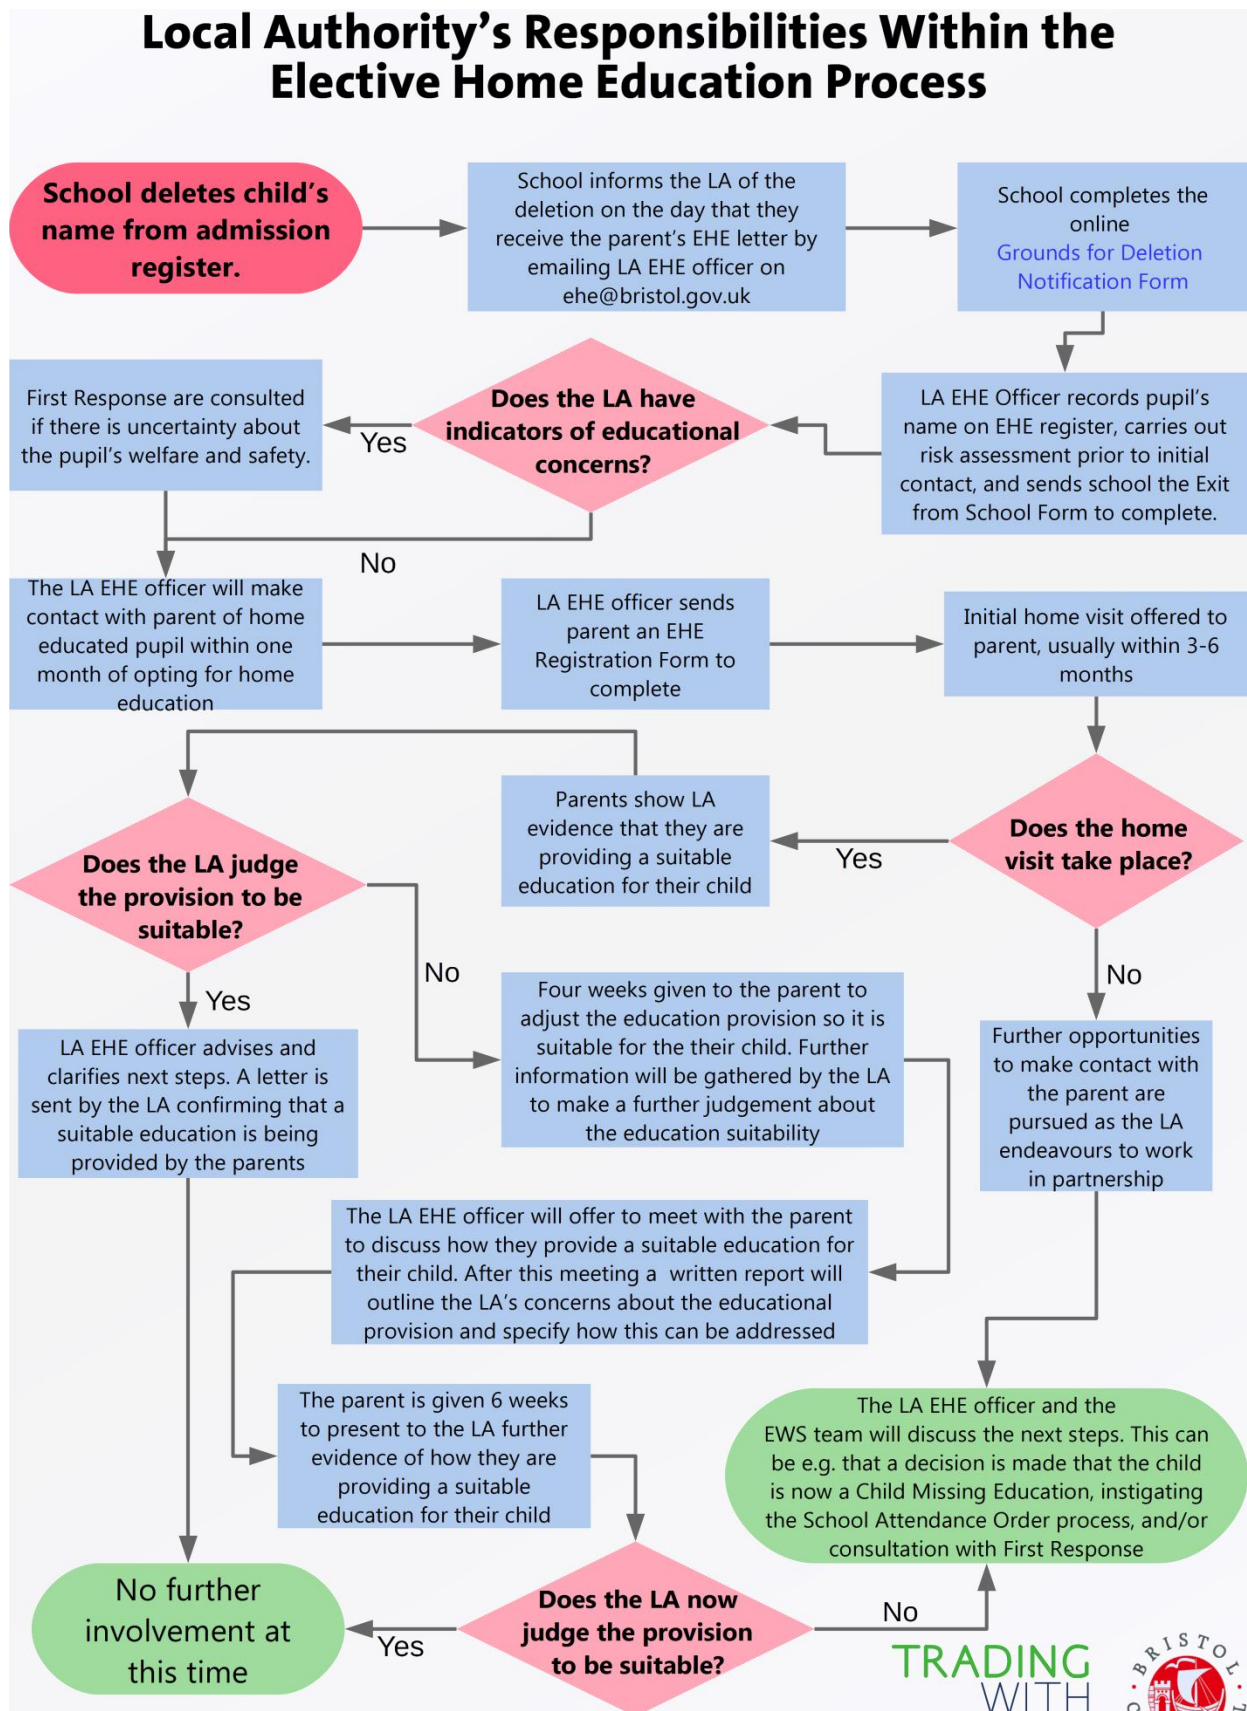 Local Authority's Responsibilities Within the
Elective Home Education Process
School deletes child's
name from admission
register.
School informs the LA of the
deletion on the day that they
receive the parent's EHE letter by
emailing LA EHE officer on
ehe@bristol.gov.uk
School completes the
online
Grounds for Deletion
Notification Form
First Response are consulted
if there is uncertainty about
the pupil's welfare and safety.
Yes
Does the LA have
indicators of educational
concerns?
LA EHE Officer records pupil's
name on EHE register, carries out
risk assessment prior to initial
contact, and sends school the Exit
from School Form to complete.
No
The LA EHE officer will make
contact with parent of home
educated pupil within one
month of opting for home
education
LA EHE officer sends
parent an EHE
Registration Form to
complete
Initial home visit offered to
parent, usually within 3-6
months
Does the home
visit take place?
Yes
Parents show LA
evidence that they are
providing a suitable
education for their child
Does the LA judge
the provision to be
suitable?
No
No
Yes
LA EHE officer advises and
clarifies next steps. A letter is
sent by the LA confirming that a
suitable education is being
provided by the parents
Four weeks given to the parent to
adjust the education provision so it is
suitable for the their child. Further
information will be gathered by the LA
to make a further judgement about
the education suitability
Further opportunities
to make contact with
the parent are
pursued as the LA
endeavours to work
in partnership
The LA EHE officer will offer to meet with the parent
to discuss how they provide a suitable education for
their child. After this meeting a written report will
outline the LA's concerns about the educational
provision and specify how this can be addressed
The parent is given 6 weeks
to present to the LA further
evidence of how they are
providing a suitable
education for their child
The LA EHE officer and the
EWS team will discuss the next steps. This can
be e.g. that a decision is made that the child
is now a Child Missing Education, instigating
the School Attendance Order process, and/or
consultation with First Response
No further
involvement at
this time
Yes
Does the LA now
judge the provision
to be suitable?
No
TRADING
WITH
BRISTOL